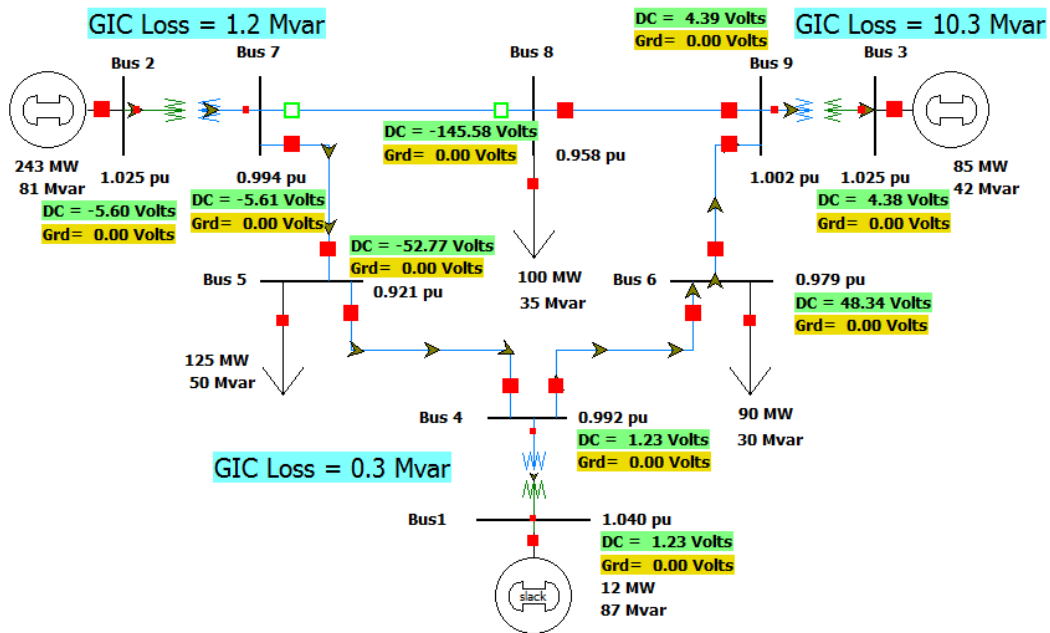 GIC Loss = 1.2 Mvar
DC = 4.39 Volts
Grd= 0.00 Volts
GIC Loss = 10.3 Mvar
Bus 2
Bus 7
Bus 8
Bus 9
Bus 3
243 MW
81 Mvar
1.025 pu
DC = -5.60 Volts
Grd= 0.00 Volts
0.994 pu
DC = -5.61 Volts
Grd= 0.00 Volts
DC = -145.58 Volts
Grd= 0.00 Volts
0.958 pu
1.002 pu
1.025 pu
DC = 4.38 Volts
Grd= 0.00 Volts
85 MW
42 Mvar
DC = -52.77 Volts
Grd= 0.00 Volts
Bus 5
0.921 pu
100 MW
35 Mvar
Bus 6
0.979 pu
DC = 48.34 Volts
Grd= 0.00 Volts
125 MW
50 Mvar
90 MW
30 Mvar
Bus 4
0.992 pu
DC = 1.23 Volts
Grd= 0.00 Volts
GIC Loss = 0.3 Mvar
Bus1
1.040 pu
DC = 1.23 Volts
Grd= 0.00 Volts
slack
12 MW
87 Mvar